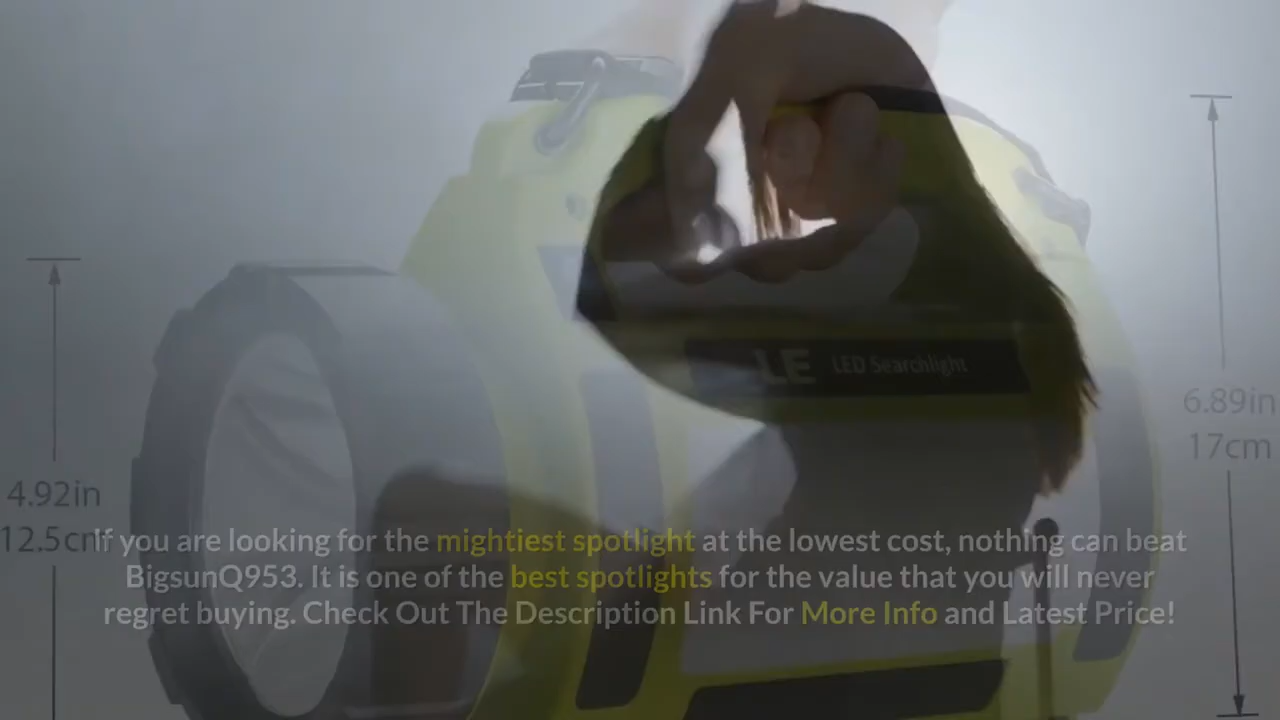 LE LED Searchlight
6.89in
17cm
4.92in
12.5cm
If you are looking for the mightiest spotlight at the lowest cost, nothing can beat
BigsunQ953. It is one of the best spotlights for the value that you will never
regret buying. Check Out The Description Link For More Info and Latest Price!